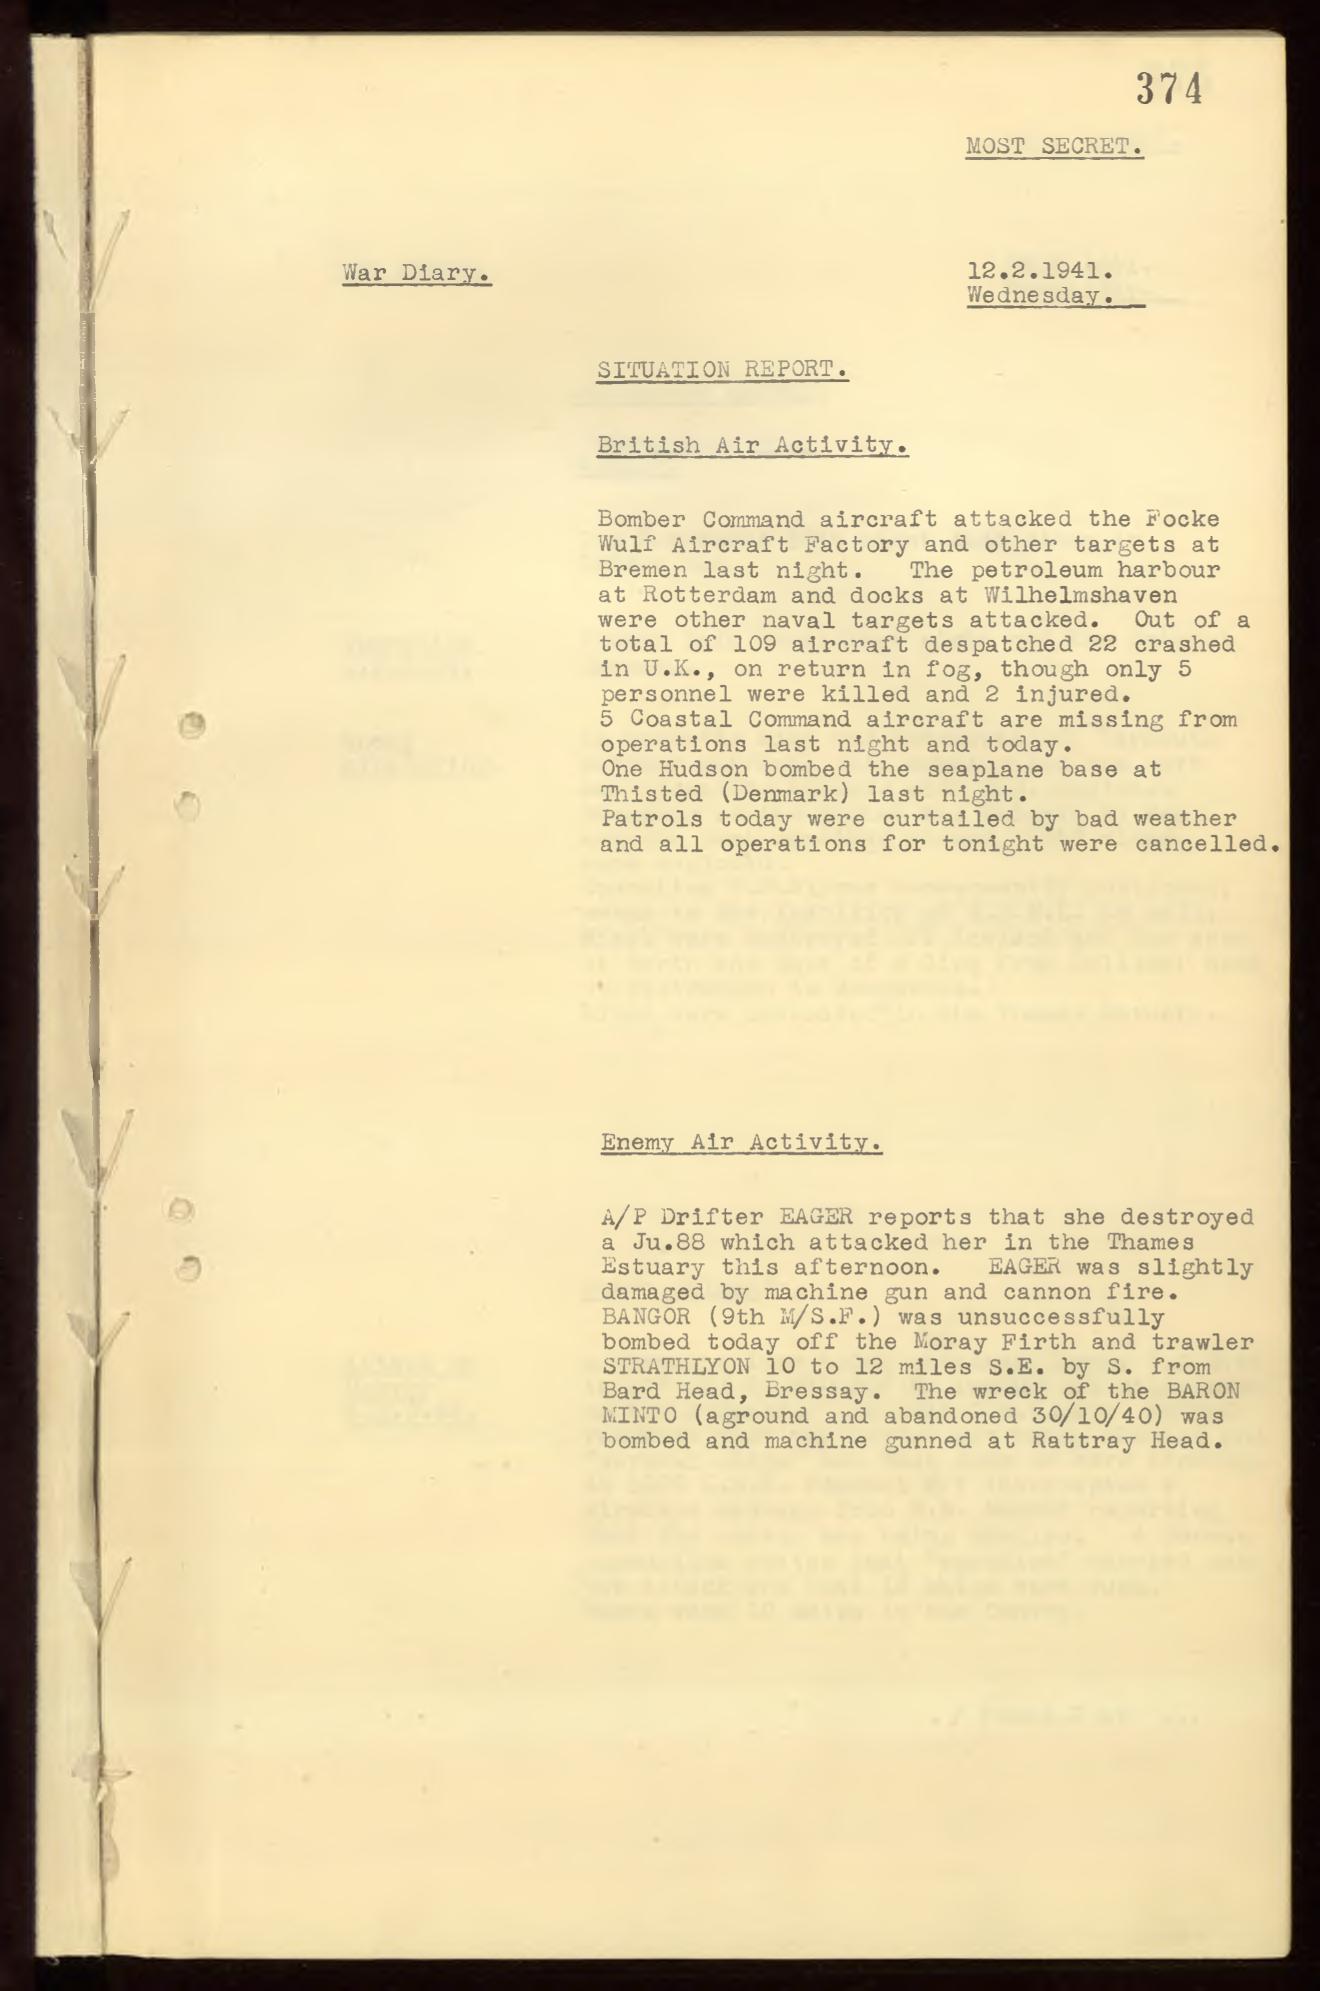 374
MOST SECRET.
War Diary.
12.2.1941.
Wednesday.
SITUATION REPORT.
British Air Activity.
Bomber Command aircraft attacked the Focke
Wulf Aircraft Factory and other targets at
Bremen last night. The petroleum harbour
at Rotterdam and docks at Wilhelmshaven
were other naval targets attacked. Out of a
total of 109 aircraft despatched 22 crashed
in U.K., on return in fog, though only 5
personnel were killed and 2 injured.
5 Coastal Command aircraft are missing from
operations last night and today.
One Hudson bombed the seaplane base at
Thisted (Denmark) last night.
Patrols today were curtailed by bad weather
and all operations for tonight were cancelled.
Enemy Air Activity.
A/P Drifter EAGER reports that she destroyed
a Ju.88 which attacked her in the Thames
Estuary this afternoon. EAGER was slightly
damaged by machine gun and cannon fire.
BANGOR (9th M/S.F.) was unsuccessfully
bombed today off the Moray Firth and trawler
STRATHLYON 10 to 12 miles S.E. by S. from
Bard Head, Bressay. The wreck of the BARON
MINTO (aground and abandoned 30/10/40) was
bombed and machine gunned at Rattray Head.